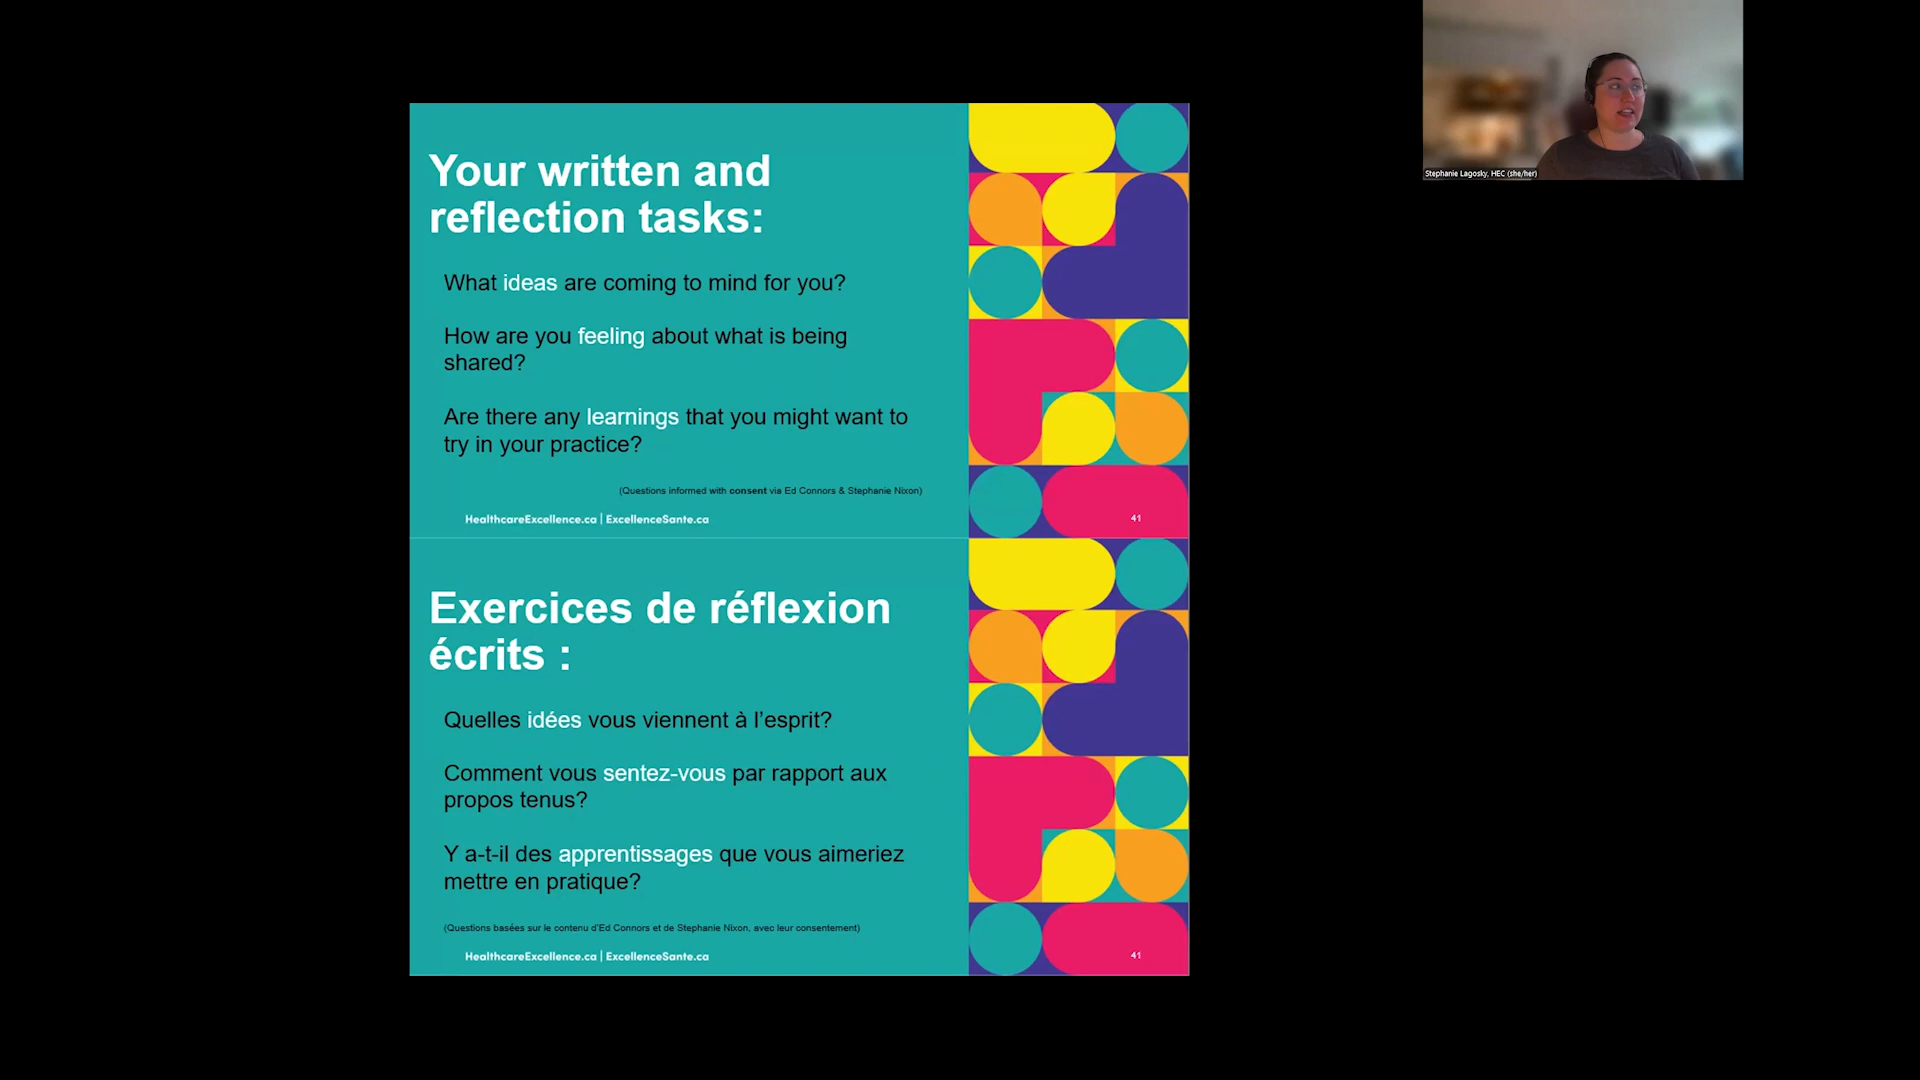 Your written and
reflection tasks:
What ideas are coming to mind for you?
How are you feeling about what is being
shared?
Are there any learnings that you might want to
try in your practice?
(Questions informed with consent via Ed Connors & Stephanie Nixon)
HealthcareExcellence.ca | ExcellenceSante.ca
41
Exercices de réflexion
écrits :
Quelles idées vous viennent à l’esprit?
Comment vous sentez-vous par rapport aux
propos tenus?
Y a-t-il des apprentissages que vous aimeriez
mettre en pratique?
(Questions basées sur le contenu d’Ed Connors et de Stephanie Nixon, avec leur consentement)
HealthcareExcellence.ca | ExcellenceSante.ca
41
Stephanie Lagosky, HEC (she/her)